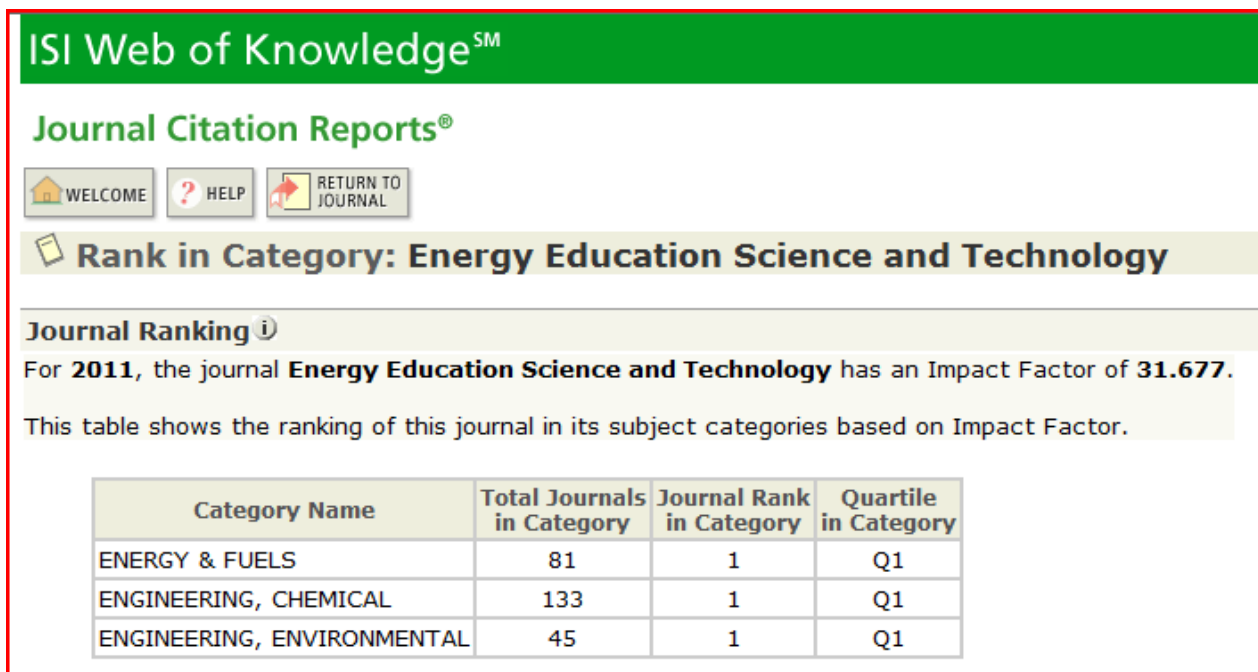 ISI Web of Knowledge℠
Journal Citation Reports®
WELCOME ? HELP RETURN TO JOURNAL
Rank in Category: Energy Education Science and Technology
Journal Ranking i
For 2011, the journal Energy Education Science and Technology has an Impact Factor of 31.677.
This table shows the ranking of this journal in its subject categories based on Impact Factor.
Category Name Total Journals in Category Journal Rank in Category Quartile in Category
ENERGY & FUELS 81 1 Q1
ENGINEERING, CHEMICAL 133 1 Q1
ENGINEERING, ENVIRONMENTAL 45 1 Q1